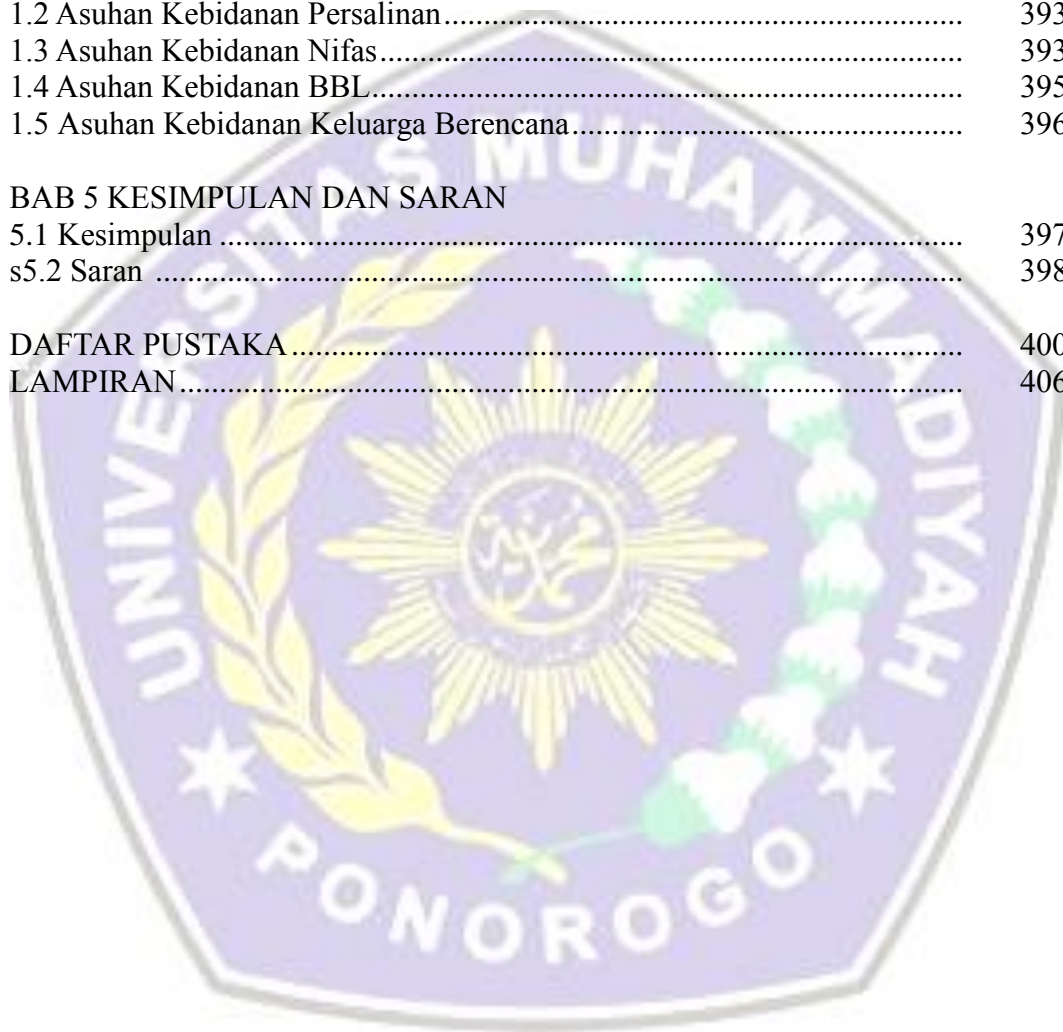 1.2 Asuhan Kebidanan Persalinan.......................................................................... 393
1.3 Asuhan Kebidanan Nifas................................................................................... 393
1.4 Asuhan Kebidanan BBL.................................................................................... 395
1.5 Asuhan Kebidanan Keluarga Berencana........................................................... 396
BAB 5 KESIMPULAN DAN SARAN
5.1 Kesimpulan ......................................................................................................... 397
s5.2 Saran ................................................................................................................. 398
DAFTAR PUSTAKA............................................................................................... 400
LAMPIRAN............................................................................................................... 406
UNIVERSITAS MUHAMMADIYAH
PONOROGO